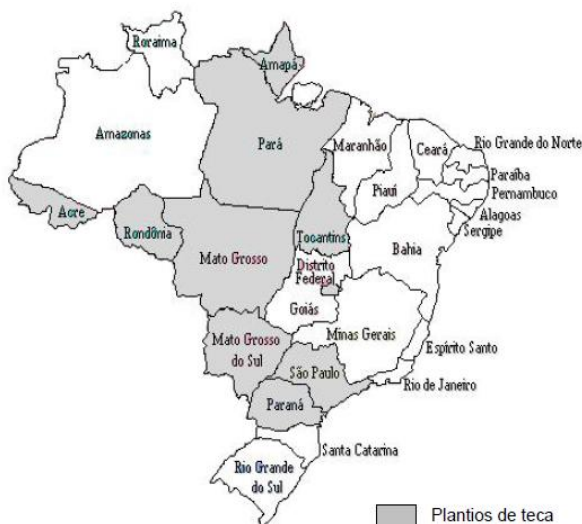 Roraima
Amapá
Amazonas
Pará
Maranhão
Ceará
Rio Grande do Norte
Paraíba
Pernambuco
Piauí
Alagoas
Sergipe
Acre
Rondônia
Tocantins
Mato Grosso
Bahia
Distrito
Federal
Goiás
Minas Gerais
Mato Grosso
do Sul
Espírito Santo
São Paulo
Rio de Janeiro
Paraná
Santa Catarina
Rio Grande
do Sul
Plantios de teca